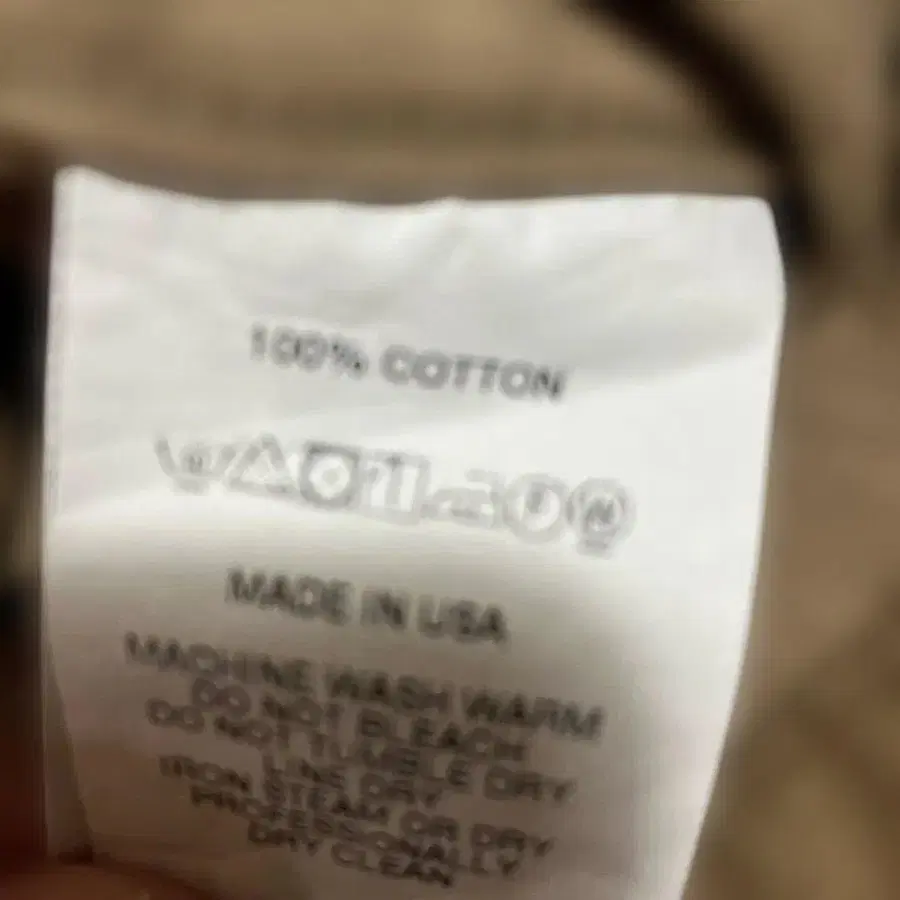 100% COTTON
MADE IN USA
MACHINE WASH WARM
DO NOT BLEACH
DO NOT TUMBLE DRY
LINE DRY
IRON STEAM OR DRY
PROFESSIONALLY
DRY CLEAN